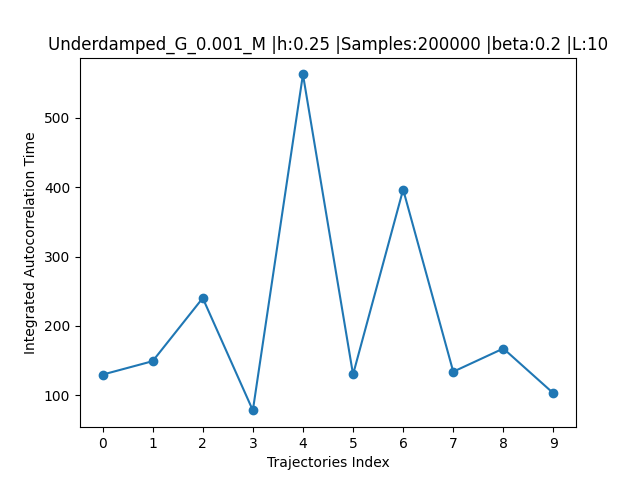 Underdamped_G_0.001_M |h:0.25 |Samples:200000 |beta:0.2 |L:10
Integrated Autocorrelation Time
500
400
300
200
100
0 1 2 3 4 5 6 7 8 9
Trajectories Index